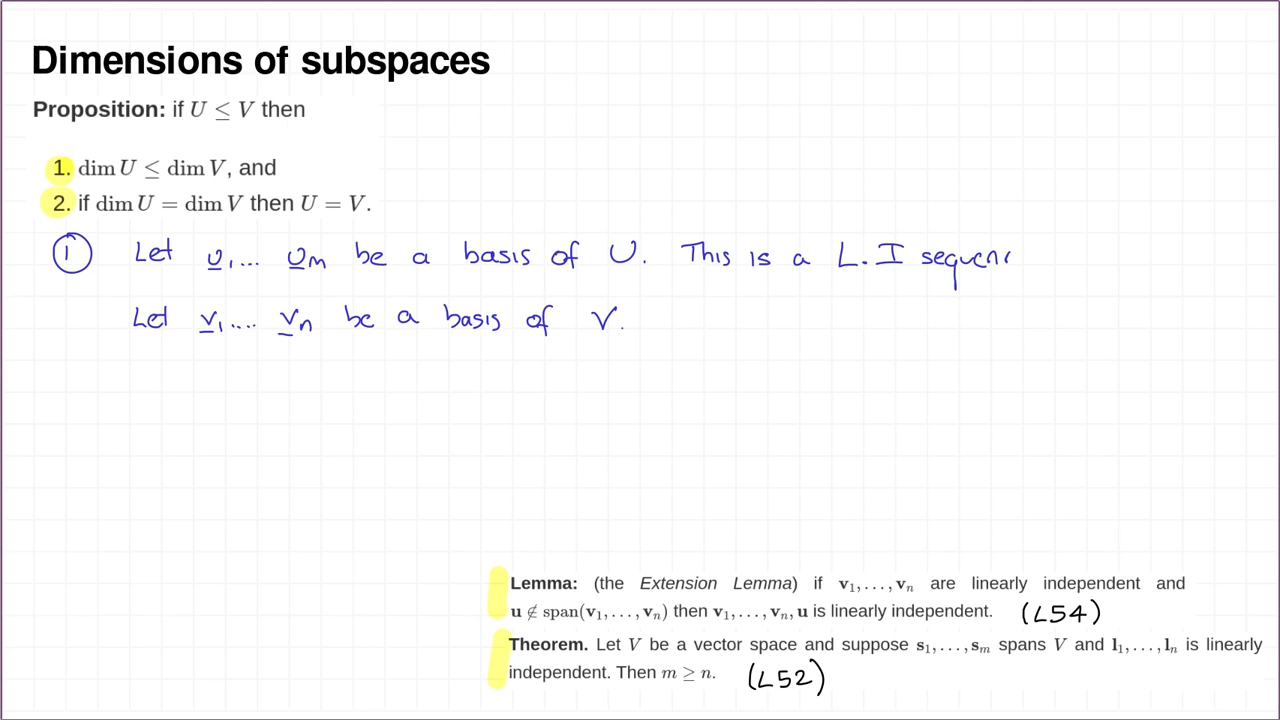 Dimensions of subspaces
Proposition: if U ≤ V then
1. dim U ≤ dim V, and
2. if dim U = dim V then U = V.
① Let u₁... uₘ be a basis of U. This is a L.I sequenc
Let v₁.... vₙ be a basis of V.
Lemma: (the Extension Lemma) if v₁, . . . , vₙ are linearly independent and
u ∉ span(v₁, . . . , vₙ) then v₁, . . . , vₙ, u is linearly independent. (L54)
Theorem. Let V be a vector space and suppose s₁, . . . , sₘ spans V and l₁, . . . , lₙ is linearly
independent. Then m ≥ n. (L52)